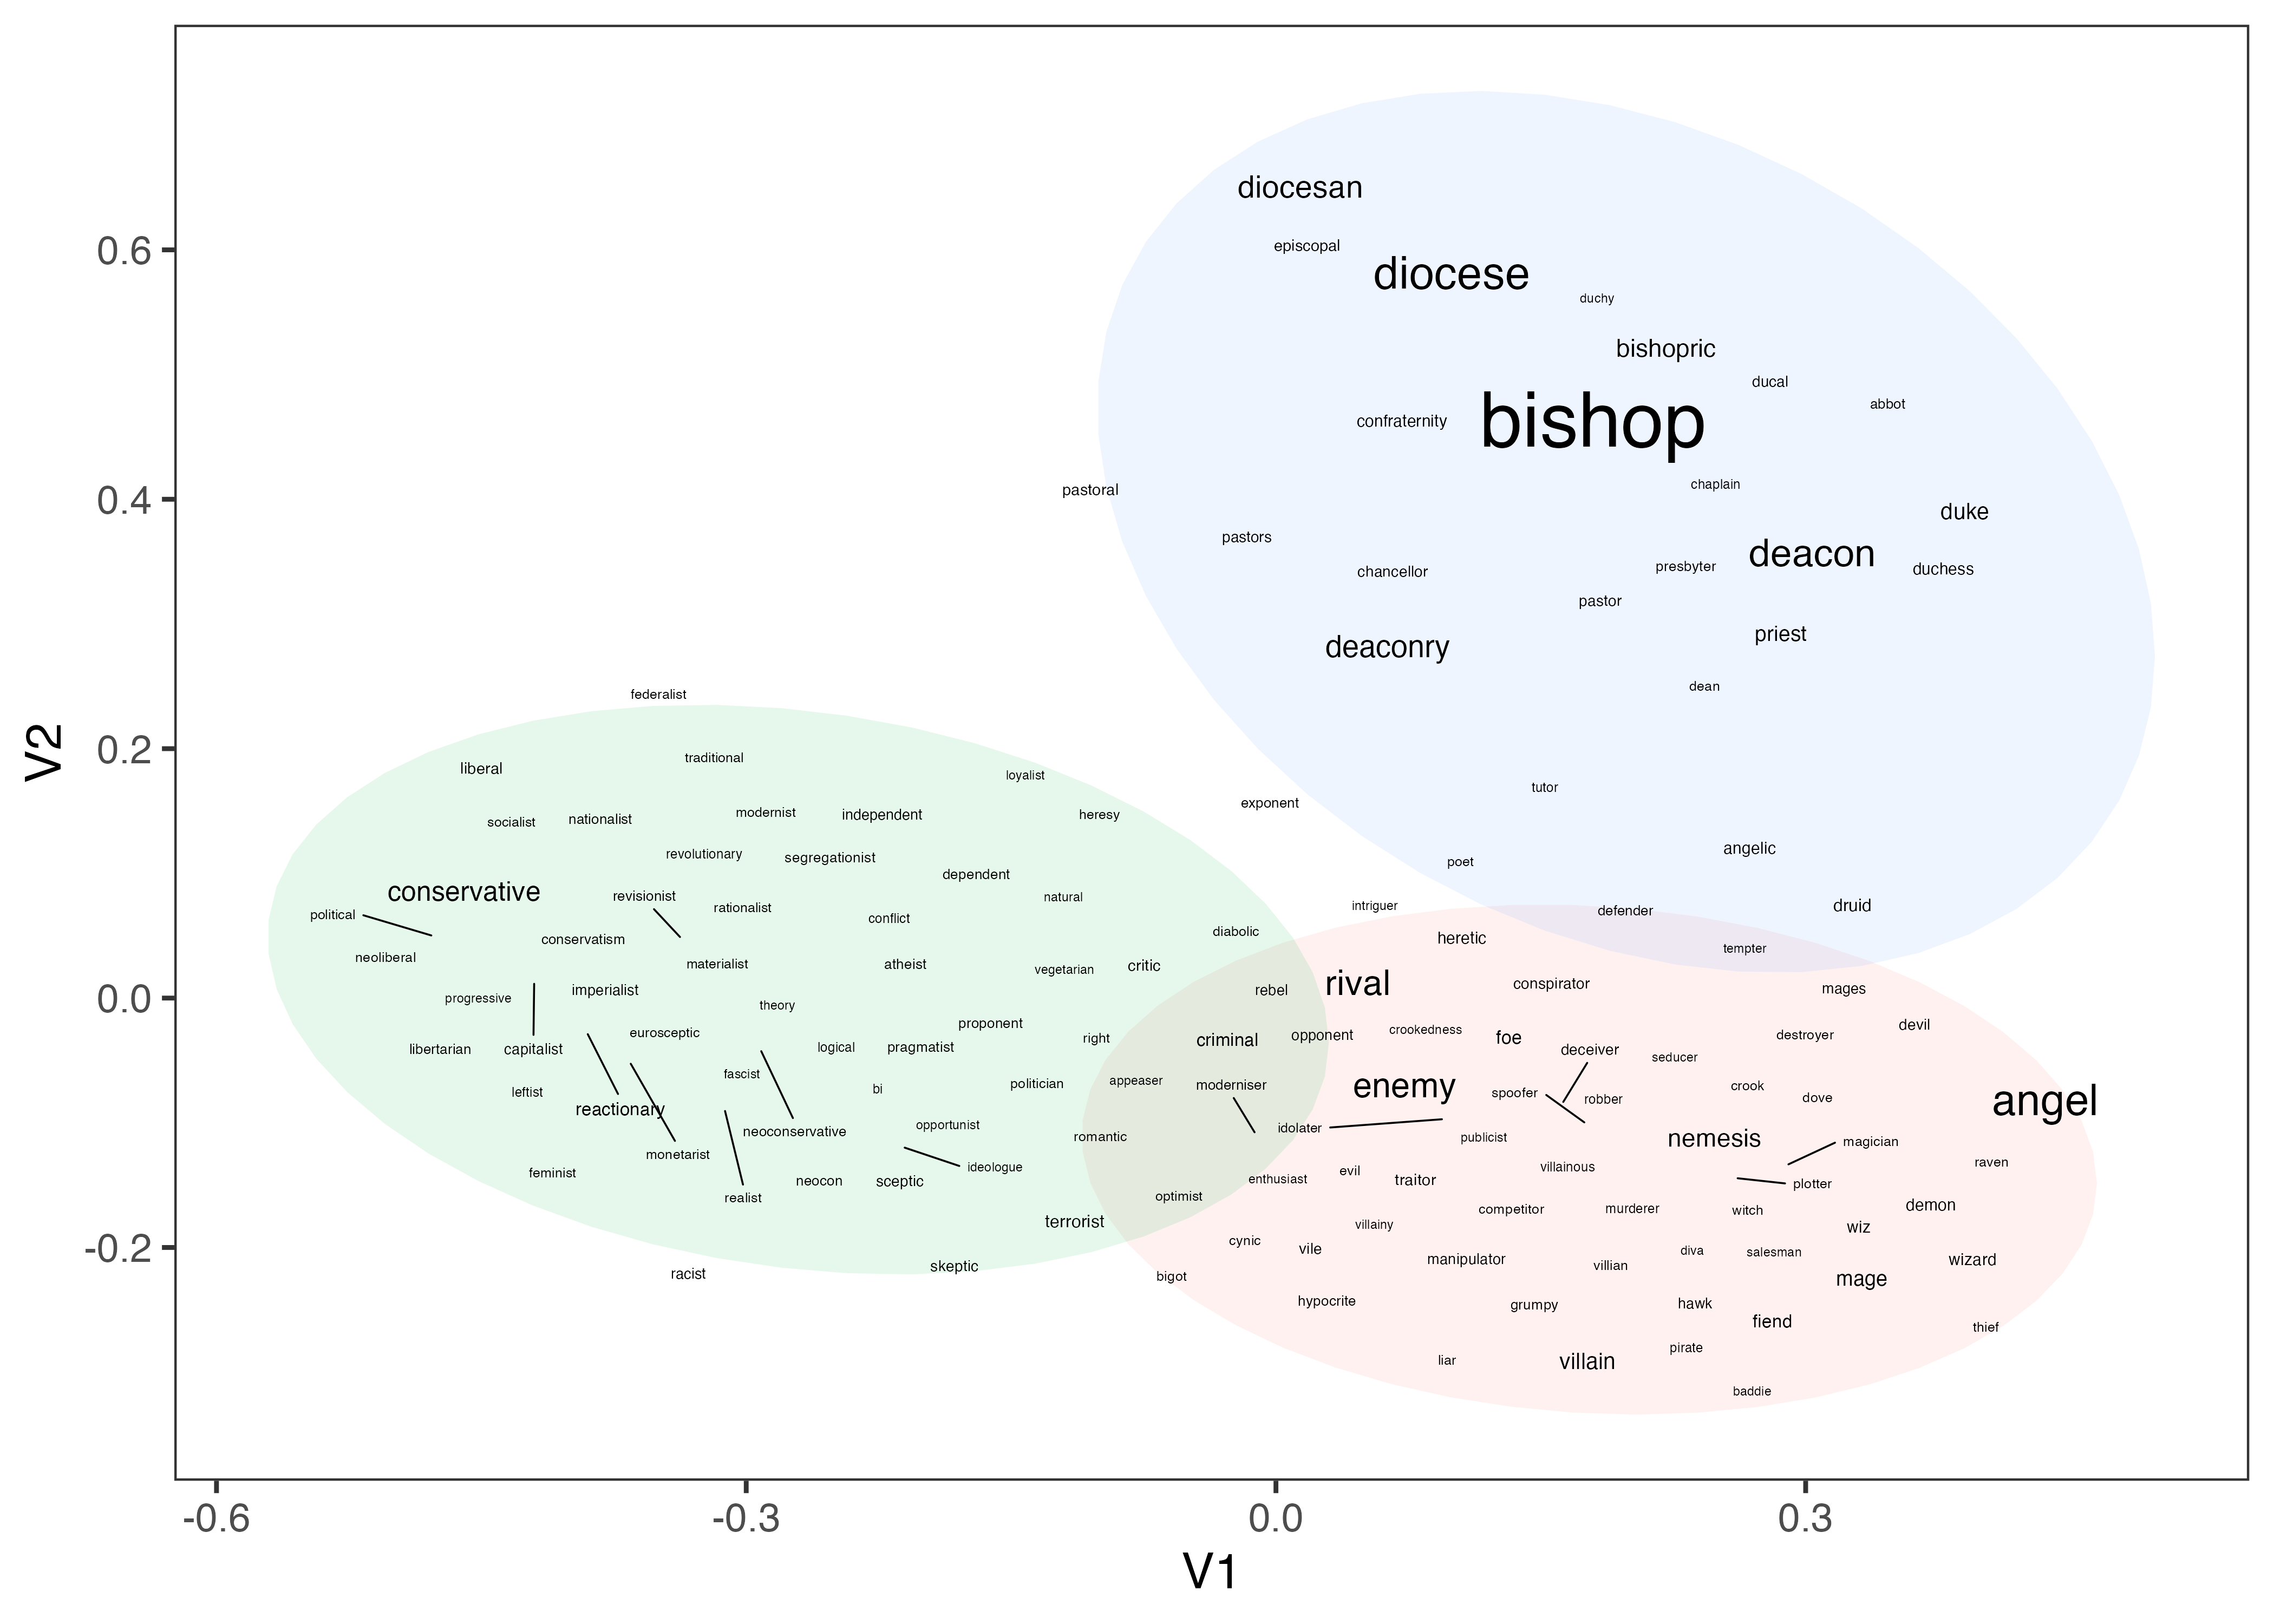 diocesan
episcopal
0.6
diocese
duchy
bishopric
ducal
abbot
bishop
confraternity
chaplain
pastoral
0.4
duke
pastors
deacon
presbyter
duchess
chancellor
pastor
priest
deaconry
dean
federalist
V2
0.2
traditional
liberal
loyalist
tutor
exponent
modernist
independent
heresy
nationalist
socialist
angelic
revolutionary
segregationist
poet
dependent
conservative
revisionist
natural
intriguer
druid
rationalist
defender
political
conflict
diabolic
heretic
conservatism
tempter
neoliberal
materialist
atheist
critic
vegetarian
rival
conspirator
mages
imperialist
rebel
0.0
progressive
theory
proponent
devil
crookedness
eurosceptic
opponent
destroyer
right
foe
criminal
libertarian
capitalist
logical
pragmatist
deceiver
seducer
fascist
appeaser
politician
moderniser
enemy
crook
bi
leftist
spoofer
robber
dove
angel
reactionary
opportunist
idolater
neoconservative
romantic
publicist
nemesis
magician
monetarist
raven
ideologue
villainous
evil
feminist
neocon
sceptic
enthusiast
traitor
plotter
realist
optimist
demon
competitor
murderer
witch
terrorist
villainy
wiz
cynic
-0.2
vile
diva
salesman
manipulator
wizard
skeptic
villian
racist
bigot
mage
hypocrite
grumpy
hawk
fiend
thief
pirate
liar
villain
baddie
-0.6
-0.3
0.0
0.3
V1